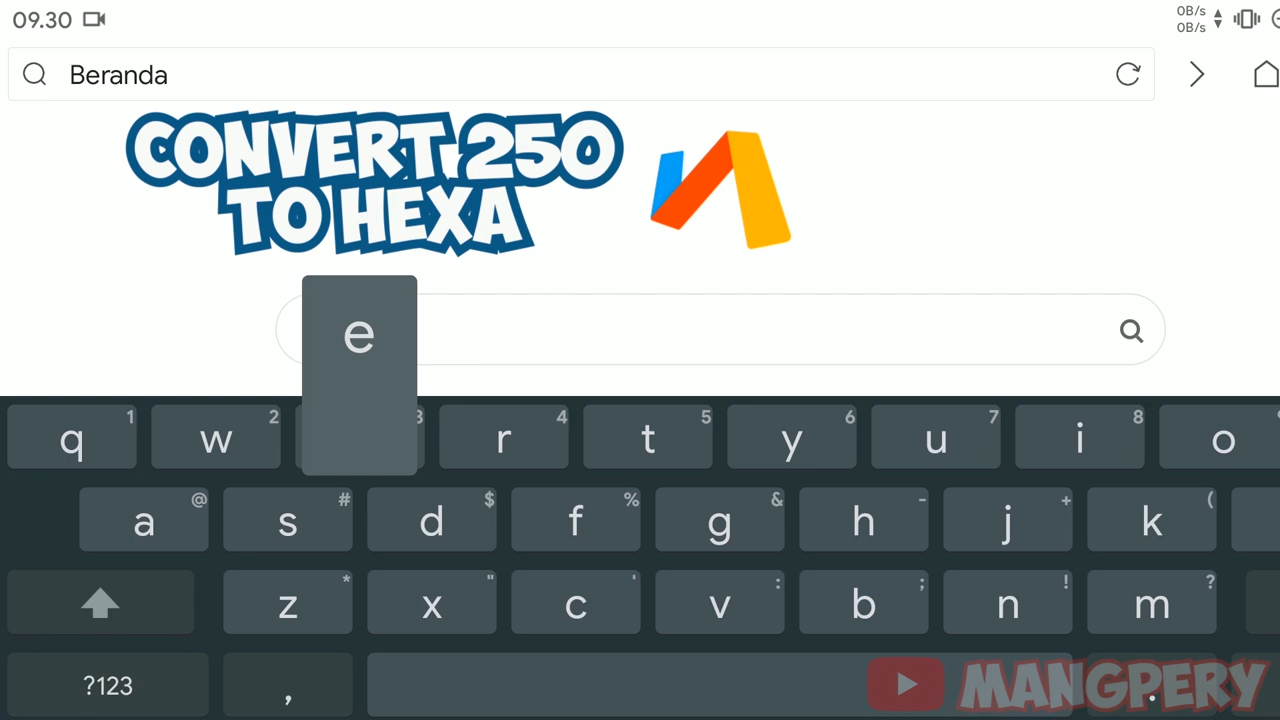 09.30
0B/s
0B/s
Beranda
CONVERT 250
TO HEXA
e
q 1 w 2 3 r 4 t 5 y 6 u 7 i 8 o
a @ s # d $ f % g & h - j + k (
z * x " c ' v : b ; n ! m ?
?123 , .
MANGPERY